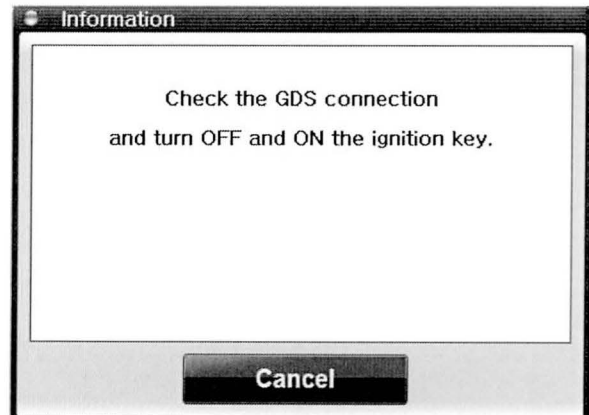 Information
Check the GDS connection
and turn OFF and ON the ignition key.
Cancel